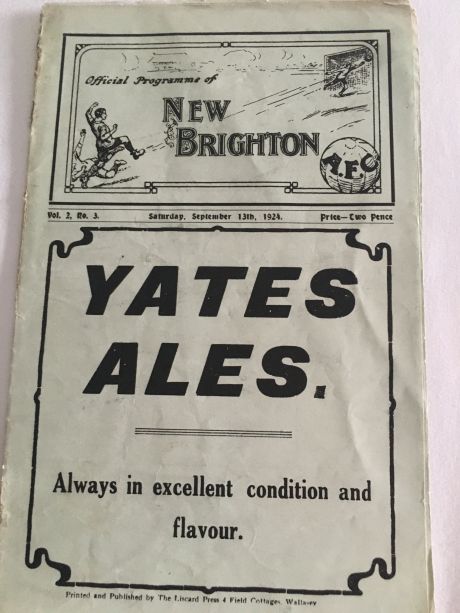 Official Programme of
NEW
BRIGHTON
A.F.C
Vol. 2, No. 3. Saturday, September 13th, 1924. Price—Two Pence
YATES
ALES.
Always in excellent condition and
flavour.
Printed and Published by The Liscard Press 4 Field Cottages, Wallasey